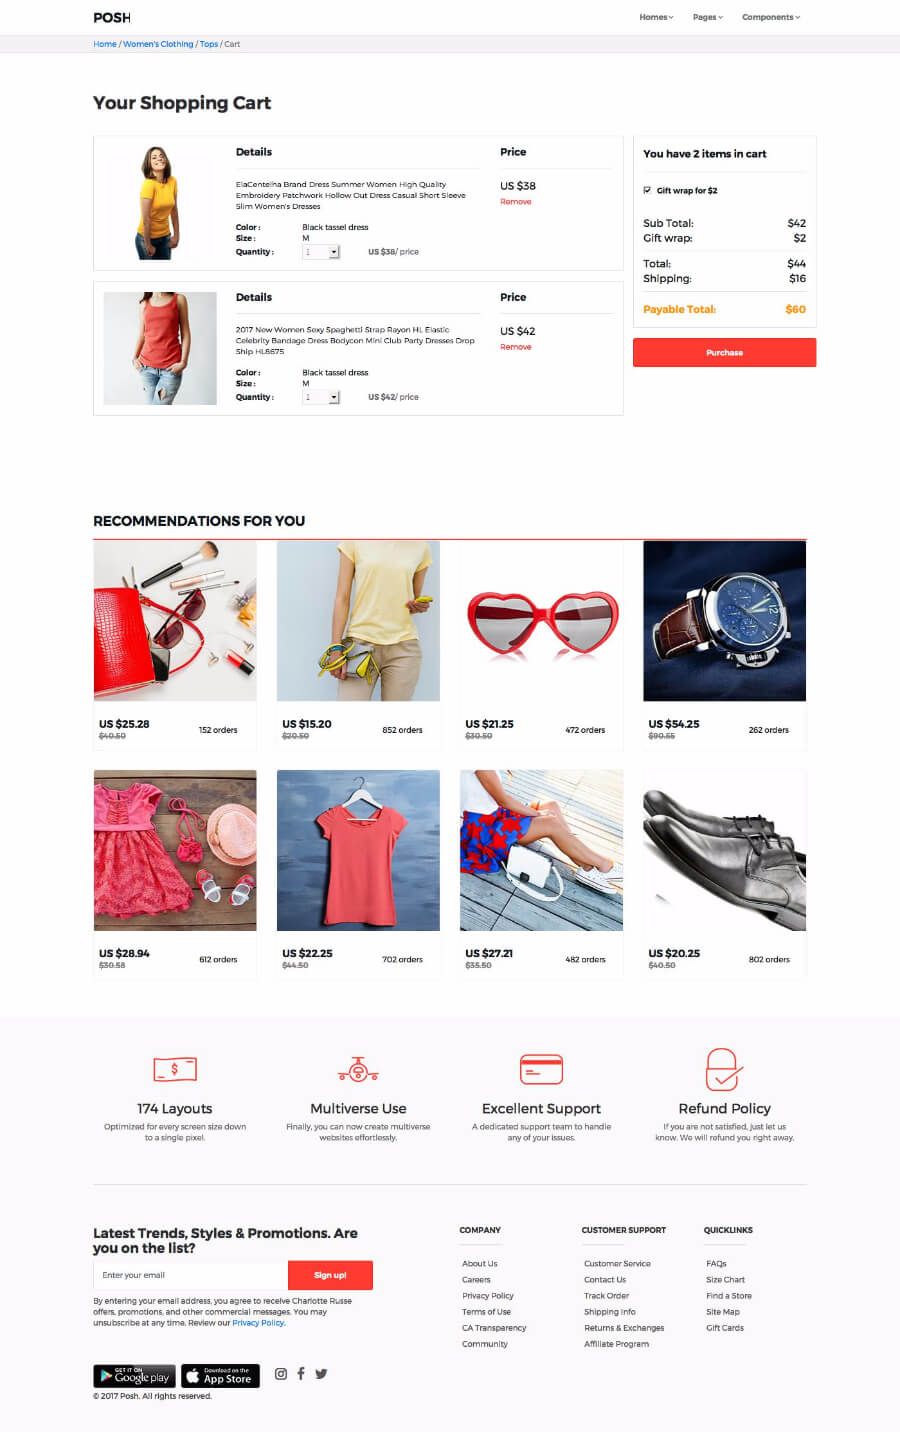 POSH
Homes
Pages
Components
Home / Women's Clothing / Tops / Cart
Your Shopping Cart
Details
Price
ElaCentelha Brand Dress Summer Women High Quality
Embroidery Patchwork Hollow Out Dress Casual Short Sleeve
Slim Women's Dresses
US $38
Remove
Color : Black tassel dress
Size : M
Quantity : 1 US $38/ price
Details
Price
2017 New Women Sexy Spaghetti Strap Rayon HL Elastic
Celebrity Bandage Dress Bodycon Mini Club Party Dresses Drop
Ship HL8675
US $42
Remove
Color : Black tassel dress
Size : M
Quantity : 1 US $42/ price
You have 2 items in cart
Gift wrap for $2
Sub Total: $42
Gift wrap: $2
Total: $44
Shipping: $16
Payable Total: $60
Purchase
RECOMMENDATIONS FOR YOU
US $25.28
$40.50
152 orders
US $15.20
$20.50
852 orders
US $21.25
$30.50
472 orders
US $54.25
$90.55
262 orders
US $28.94
$30.58
612 orders
US $22.25
$44.50
702 orders
US $27.21
$35.50
482 orders
US $20.25
$40.50
802 orders
174 Layouts
Optimized for every screen size down
to a single pixel.
Multiverse Use
Finally, you can now create multiverse
websites effortlessly.
Excellent Support
A dedicated support team to handle
any of your issues.
Refund Policy
If you are not satisfied, just let us
know. We will refund you right away.
Latest Trends, Styles & Promotions. Are
you on the list?
Enter your email
Sign up!
By entering your email address, you agree to receive Charlotte Russe
offers, promotions, and other commercial messages. You may
unsubscribe at any time. Review our Privacy Policy.
COMPANY
About Us
Careers
Privacy Policy
Terms of Use
CA Transparency
Community
CUSTOMER SUPPORT
Customer Service
Contact Us
Track Order
Shipping Info
Returns & Exchanges
Affiliate Program
QUICKLINKS
FAQs
Size Chart
Find a Store
Site Map
Gift Cards
GET IT ON
Google play
Download on the
App Store
© 2017 Posh. All rights reserved.